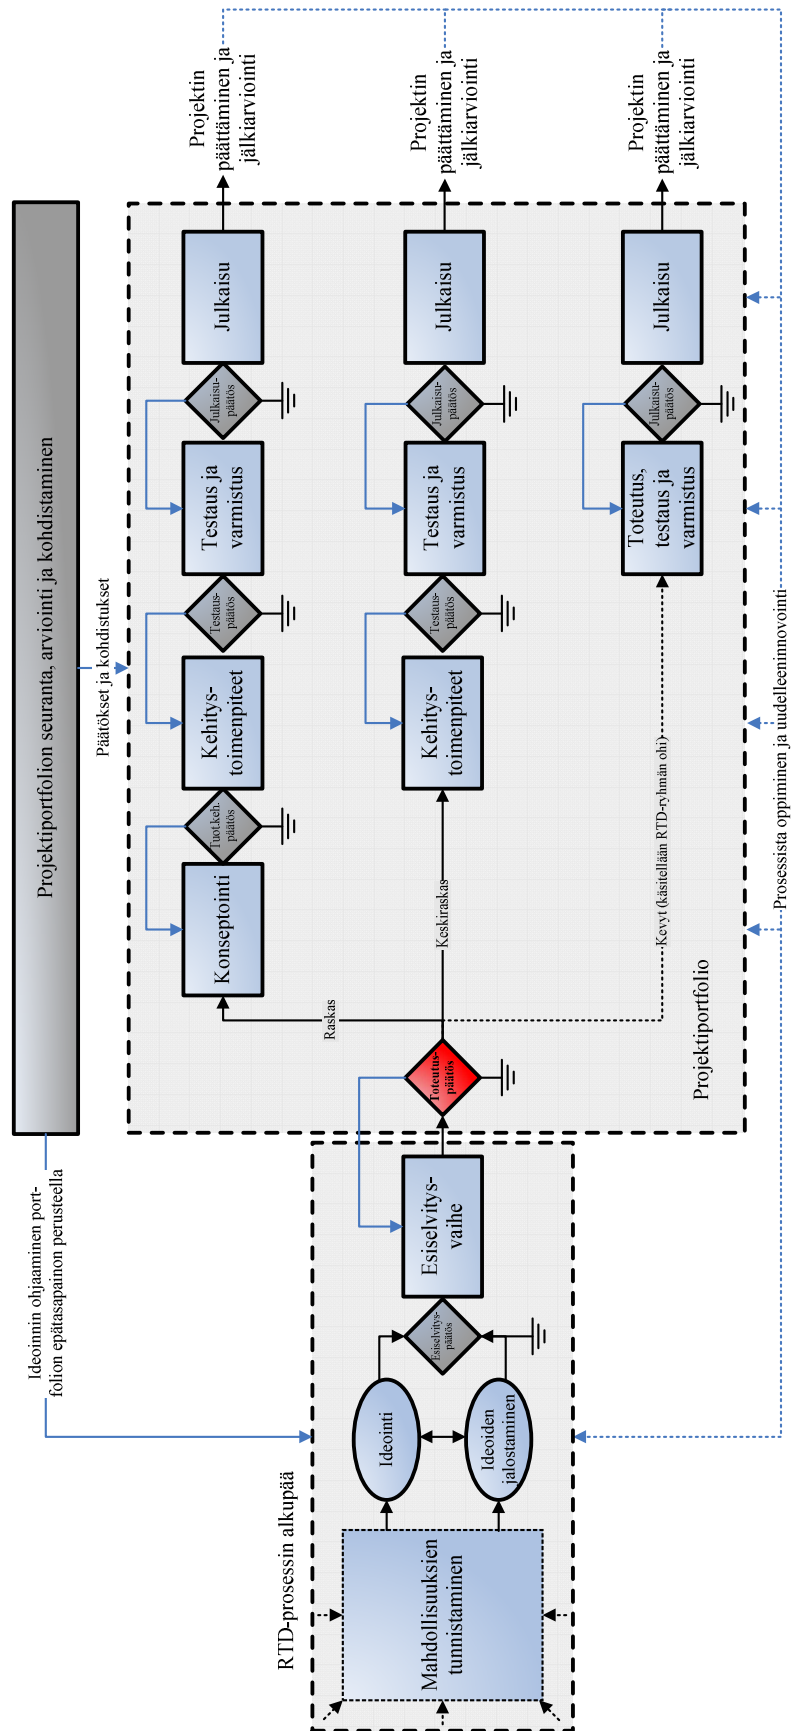 Projektiportfolion seuranta, arviointi ja kohdistaminen
Ideoinnin ohjaaminen port-
folion epätasapainon perusteella
Päätökset ja kohdistukset
RTD-prosessin alkupää
Mahdollisuuksien
tunnistaminen
Ideointi
Ideoiden
jalostaminen
Esiselvitys-
päätös
Esiselvitys-
vaihe
Toteutus-
päätös
Raskas
Konseptointi
Tuot.keh.
päätös
Kehitys-
toimenpiteet
Testaus-
päätös
Testaus ja
varmistus
Julkaisu-
päätös
Julkaisu
Projektin
päättäminen ja
jälkiarviointi
Keskiraskas
Kehitys-
toimenpiteet
Testaus-
päätös
Testaus ja
varmistus
Julkaisu-
päätös
Julkaisu
Projektin
päättäminen ja
jälkiarviointi
Kevyt (käsitellään RTD-ryhmän ohi)
Toteutus,
testaus ja
varmistus
Julkaisu-
päätös
Julkaisu
Projektin
päättäminen ja
jälkiarviointi
Projektiportfolio
Prosessista oppiminen ja uudelleeninnovointi